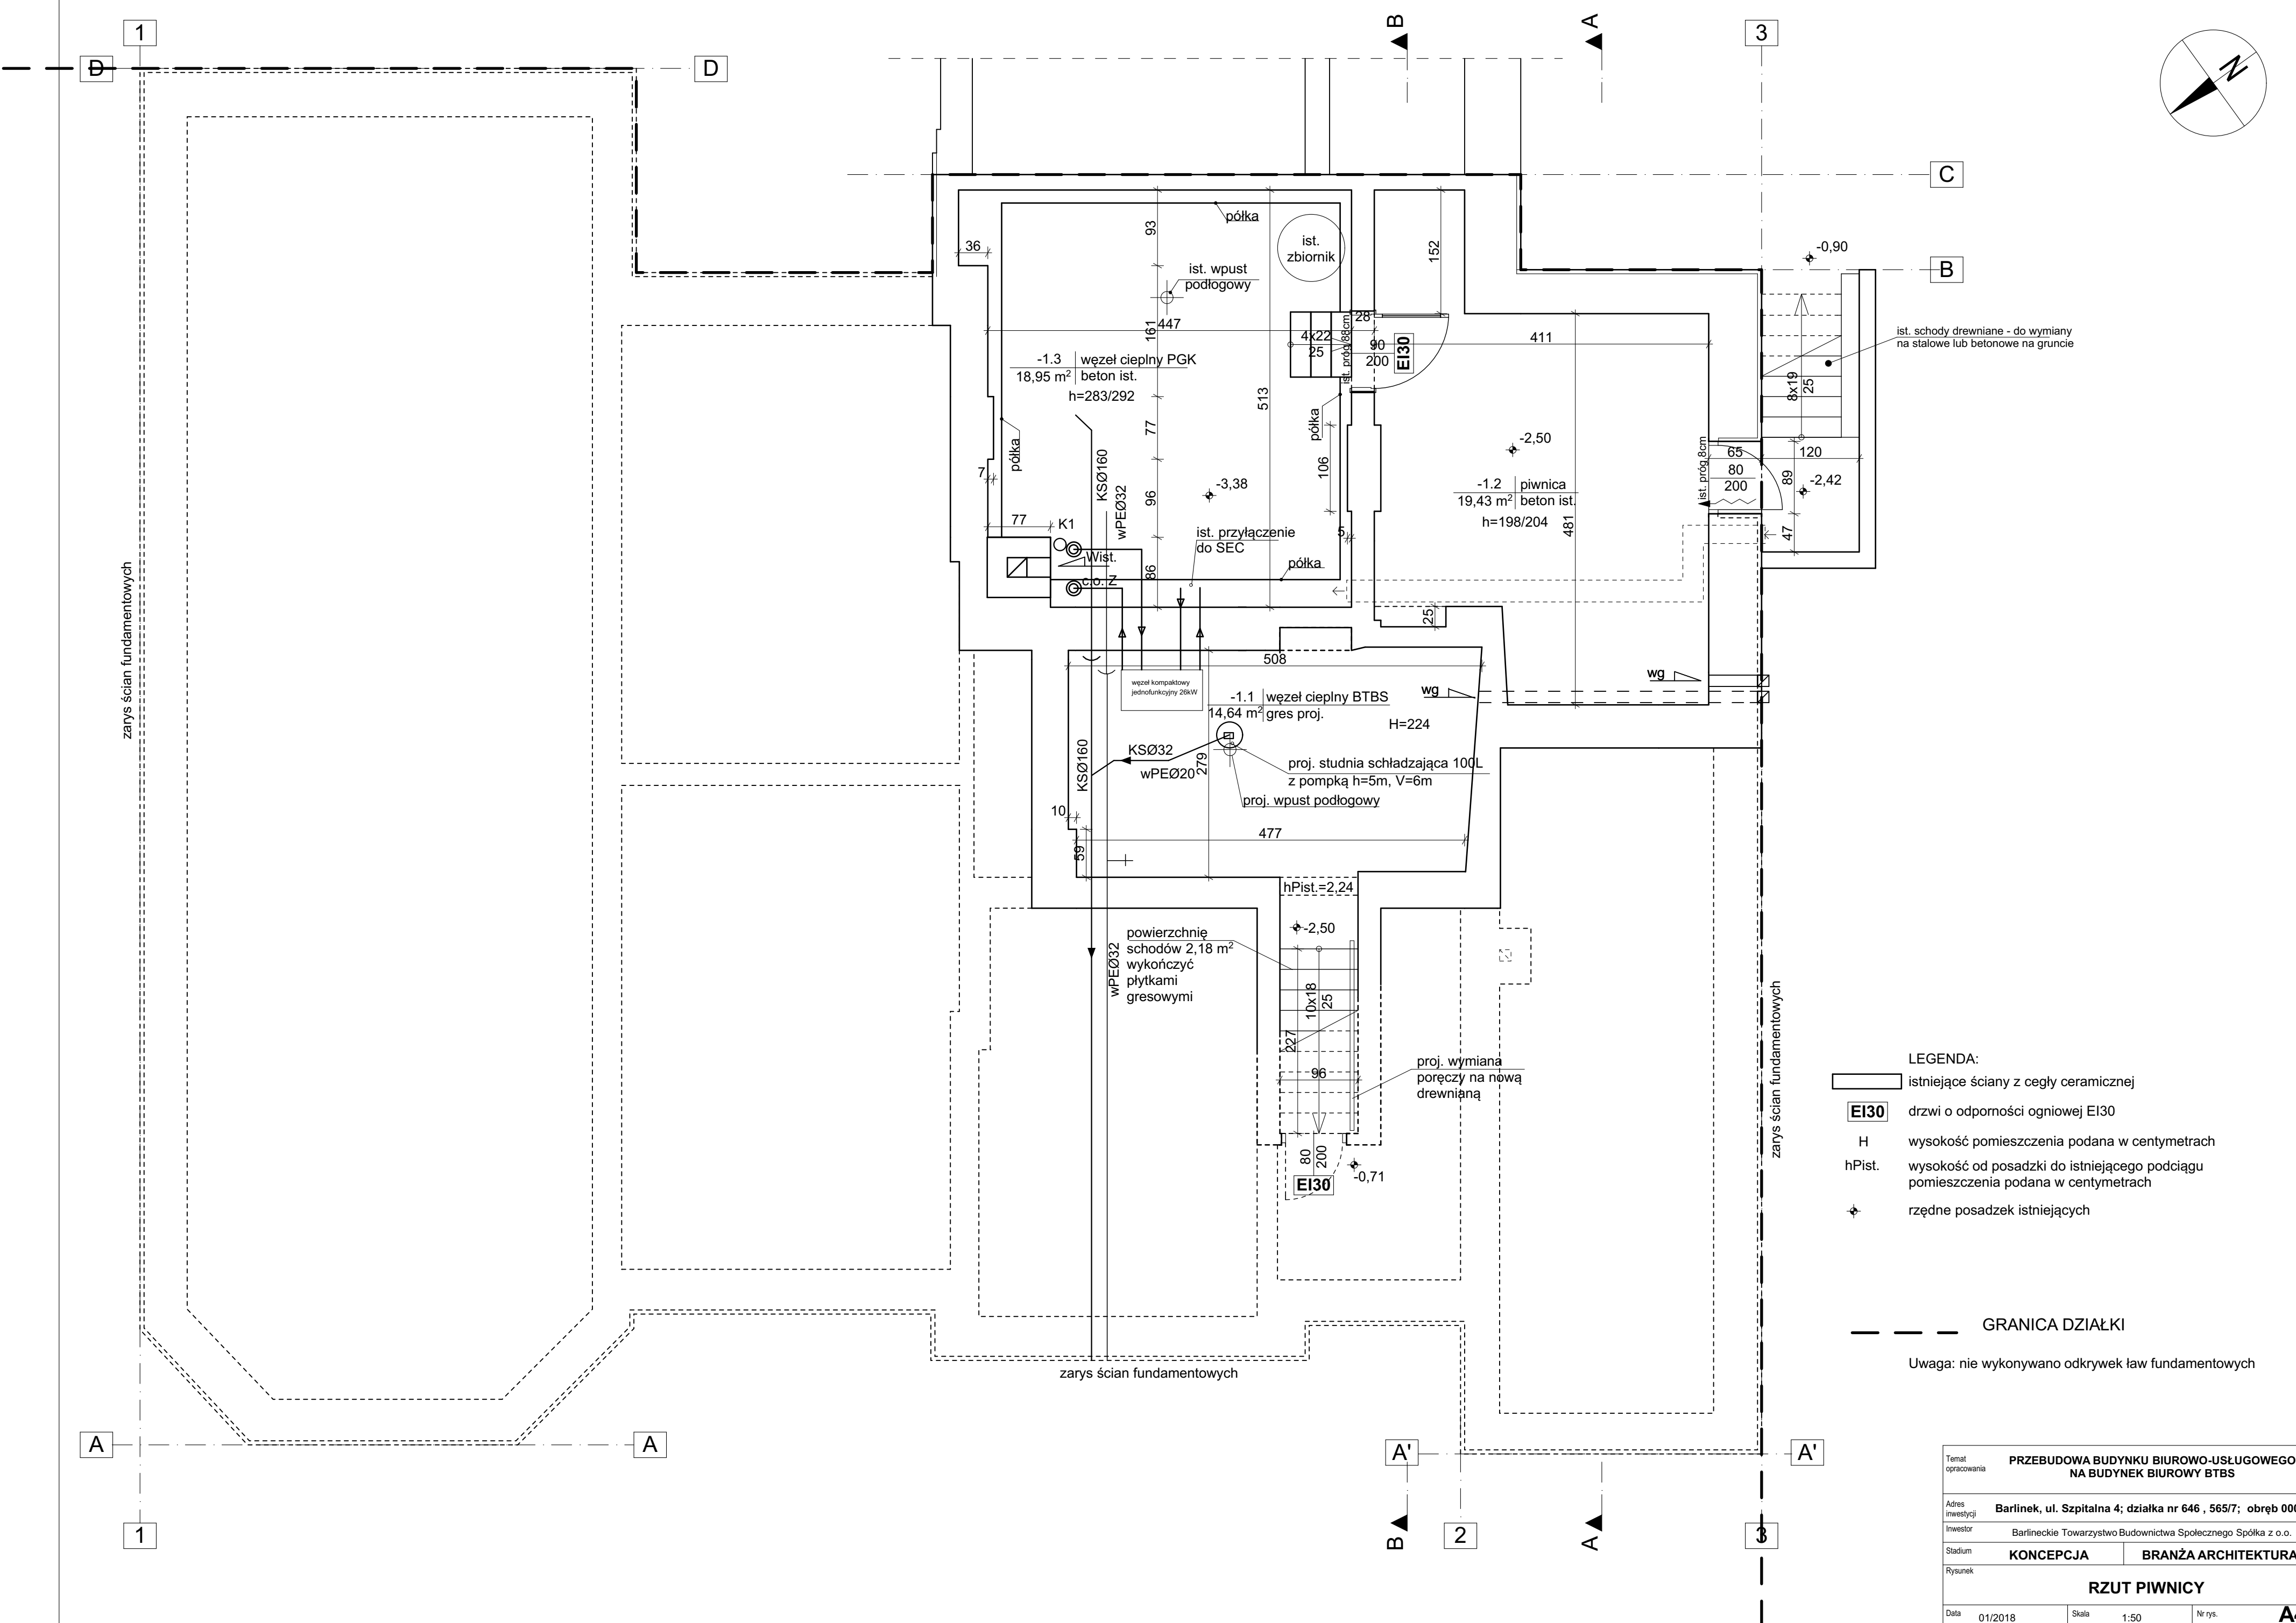 1
B
A
3
D
D
N
C
B
-0,90
93
półka
ist.
zbiornik
36
152
ist. wpust
podłogowy
161
447
28
4x22
25
ist. próg 88cm
90
200
EI30
411
ist. schody drewniane - do wymiany
na stalowe lub betonowe na gruncie
-1.3 węzeł cieplny PGK
18,95 m² beton ist.
h=283/292
513
8x19
25
77
półka
półka
7
106
-2,50
ist. próg 8cm
65
120
80
200
89
-2,42
47
KSØ160
wPEØ32
96
-3,38
-1.2 piwnica
19,43 m² beton ist.
h=198/204
481
77
K1
Wist.
c.o. Z
86
ist. przyłączenie
do SEC
5
półka
25
zarys ścian fundamentowych
508
węzeł kompaktowy
jednofunkcyjny 26kW
-1.1 węzeł cieplny BTBS
14,64 m² gres proj.
H=224
wg
wg
KSØ160
KSØ32
wPEØ20
279
proj. studnia schładzająca 100L
z pompką h=5m, V=6m
proj. wpust podłogowy
10
477
59
hPist.=2,24
-2,50
powierzchnię
schodów 2,18 m²
wykończyć
płytkami
gresowymi
wPEØ32
10x18
25
227
96
proj. wymiana
poręczy na nową
drewnianą
80
200
EI30
-0,71
zarys ścian fundamentowych
zarys ścian fundamentowych
LEGENDA:
istniejące ściany z cegły ceramicznej
EI30 drzwi o odporności ogniowej EI30
H wysokość pomieszczenia podana w centymetrach
hPist. wysokość od posadzki do istniejącego podciągu
pomieszczenia podana w centymetrach
rzędne posadzek istniejących
GRANICA DZIAŁKI
Uwaga: nie wykonywano odkrywek ław fundamentowych
A
A
A'
A'
1
B
2
A
3
Temat
opracowania
PRZEBUDOWA BUDYNKU BIUROWO-USŁUGOWEGO
NA BUDYNEK BIUROWY BTBS
Adres
inwestycji
Barlinek, ul. Szpitalna 4; działka nr 646 , 565/7; obręb
Inwestor
Barlineckie Towarzystwo Budownictwa Społecznego Spółka z o.o.
Stadium
KONCEPCJA
BRANŻA ARCHITEKTURA
Rysunek
RZUT PIWNICY
Data 01/2018
Skala 1:50
Nr rys.